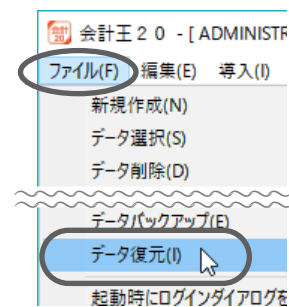 会計王20 - [ ADMINISTR
ファイル(F) 編集(E) 導入(I)
新規作成(N)
データ選択(S)
データ削除(D)
データバックアップ(E)
データ復元(I)
起動時にログインダイアログを